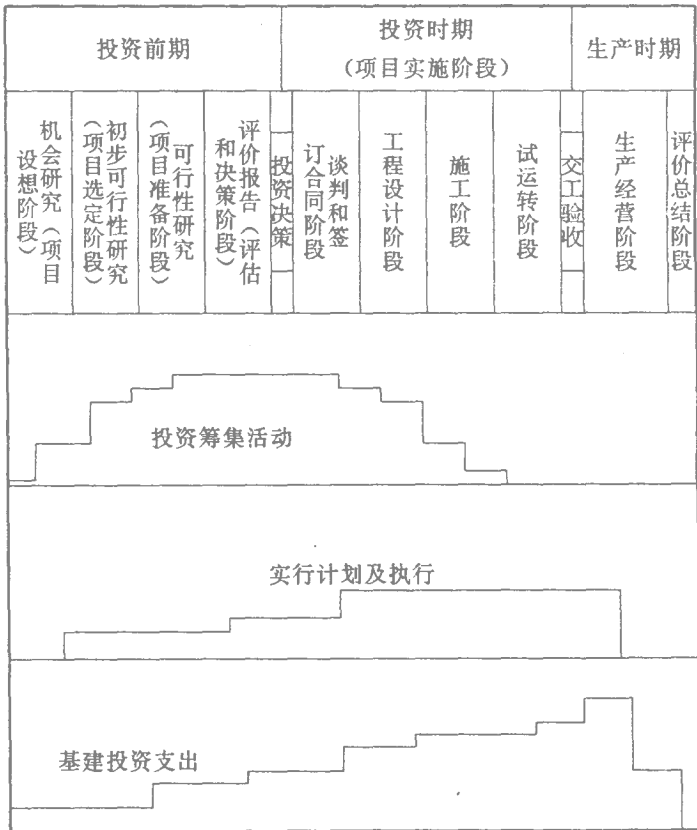 投资前期
投资时期
（项目实施阶段）
生产时期
机会研究（项目
设想阶段）
初步可行性研究
（项目选定阶段）
可行性研究
（项目准备阶段）
评价报告（评估
和决策阶段）
投资决策
谈判和签
订合同阶段
工程设计阶段
施工阶段
试运转阶段
交工验收
生产经营阶段
评价总结阶段
投资筹集活动
实行计划及执行
基建投资支出